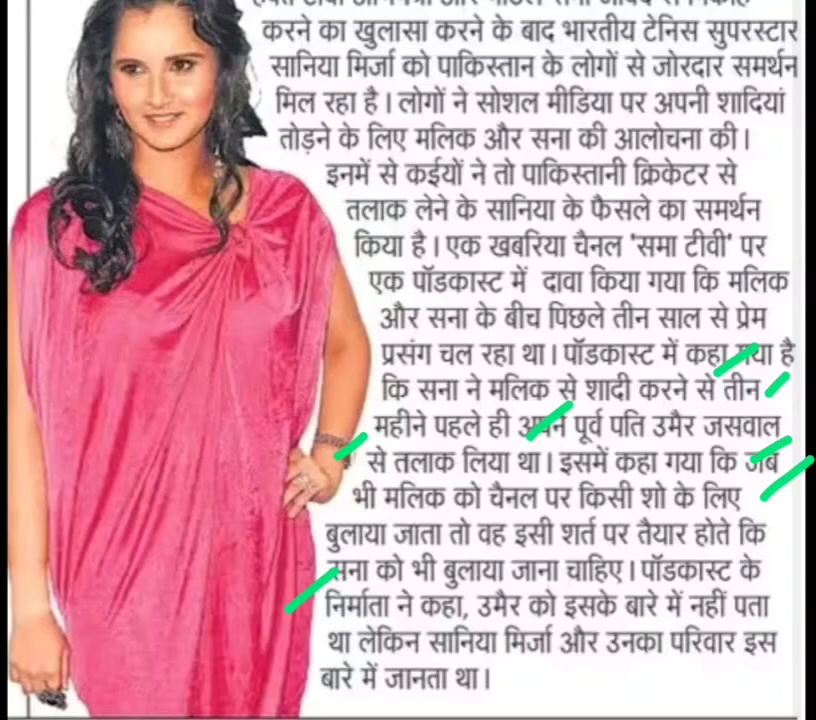 करने का खुलासा करने के बाद भारतीय टेनिस सुपरस्टार
सानिया मिर्जा को पाकिस्तान के लोगों से जोरदार समर्थन
मिल रहा है। लोगों ने सोशल मीडिया पर अपनी शादियां
तोड़ने के लिए मलिक और सना की आलोचना की।
इनमें से कईयों ने तो पाकिस्तानी क्रिकेटर से
तलाक लेने के सानिया के फैसले का समर्थन
किया है। एक खबरिया चैनल 'समा टीवी' पर
एक पॉडकास्ट में दावा किया गया कि मलिक
और सना के बीच पिछले तीन साल से प्रेम
प्रसंग चल रहा था। पॉडकास्ट में कहा गया है
कि सना ने मलिक से शादी करने से तीन
महीने पहले ही अपने पूर्व पति उमैर जसवाल
से तलाक लिया था। इसमें कहा गया कि जब
भी मलिक को चैनल पर किसी शो के लिए
बुलाया जाता तो वह इसी शर्त पर तैयार होते कि
सना को भी बुलाया जाना चाहिए। पॉडकास्ट के
निर्माता ने कहा, उमैर को इसके बारे में नहीं पता
था लेकिन सानिया मिर्जा और उनका परिवार इस
बारे में जानता था।